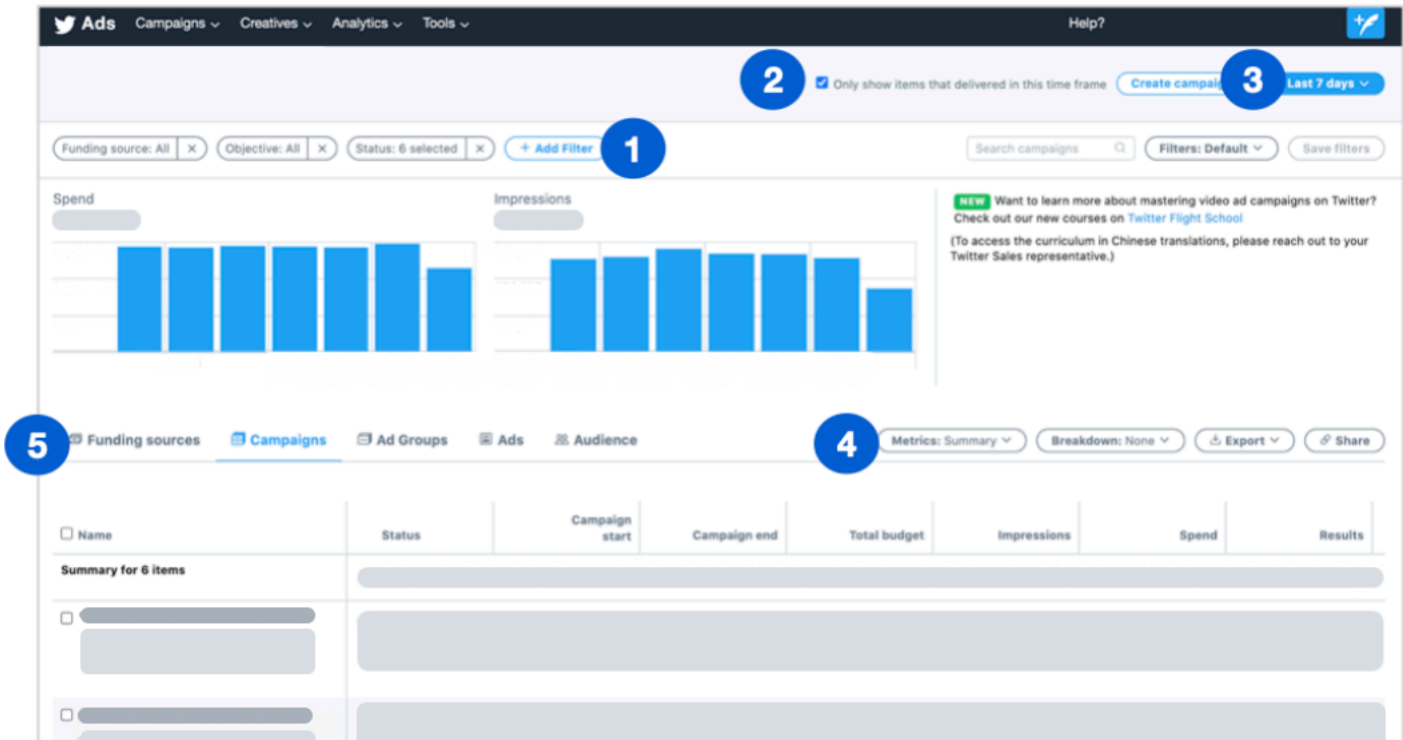 Ads Campaigns Creatives Analytics Tools Help?
2 Only show items that delivered in this time frame Create campaig 3 Last 7 days
Funding source: All × Objective: All × Status: 6 selected × + Add Filter 1 Search campaigns Filters: Default Save filters
Spend
Impressions
NEW Want to learn more about mastering video ad campaigns on Twitter?
Check out our new courses on Twitter Flight School
(To access the curriculum in Chinese translations, please reach out to your
Twitter Sales representative.)
5 Funding sources Campaigns Ad Groups Ads Audience 4 Metrics: Summary Breakdown: None Export Share
Name Status Campaign start Campaign end Total budget Impressions Spend Results
Summary for 6 items